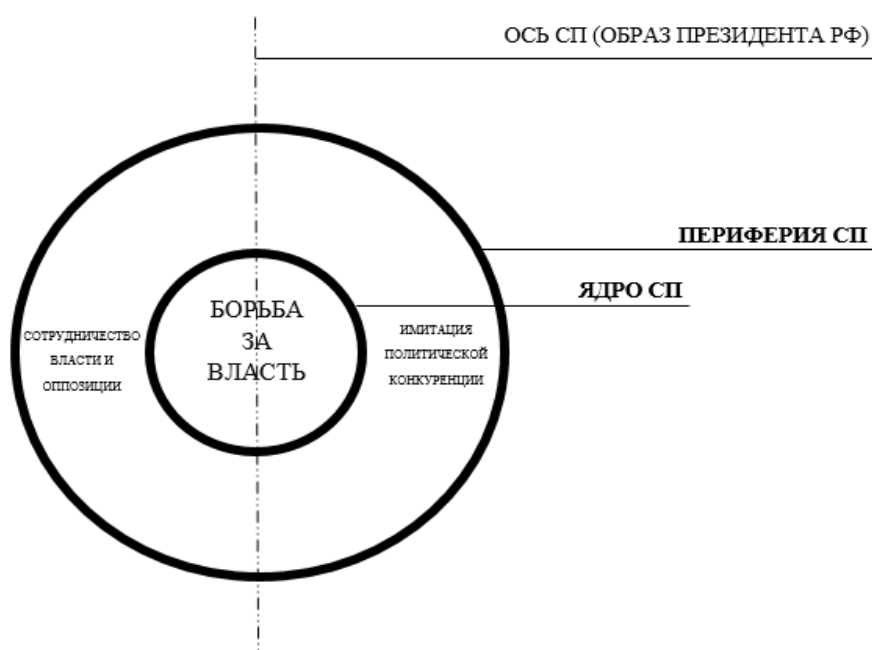 ОСЬ СП (ОБРАЗ ПРЕЗИДЕНТА РФ)
ПЕРИФЕРИЯ СП
ЯДРО СП
БОРЬБА
ЗА
ВЛАСТЬ
СОТРУДНИЧЕСТВО
ВЛАСТИ И
ОППОЗИЦИИ
ИМИТАЦИЯ
ПОЛИТИЧЕСКОЙ
КОНКУРЕНЦИИ